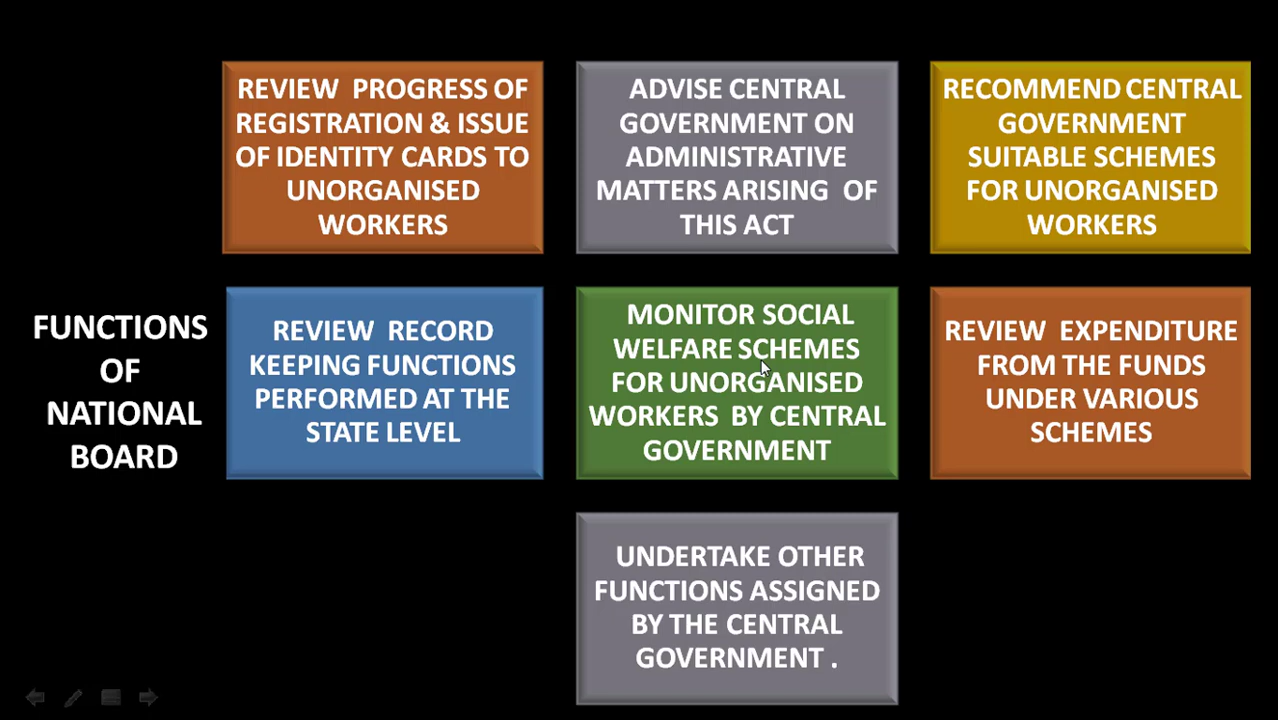 REVIEW PROGRESS OF
REGISTRATION & ISSUE
OF IDENTITY CARDS TO
UNORGANISED
WORKERS
ADVISE CENTRAL
GOVERNMENT ON
ADMINISTRATIVE
MATTERS ARISING OF
THIS ACT
RECOMMEND CENTRAL
GOVERNMENT
SUITABLE SCHEMES
FOR UNORGANISED
WORKERS
FUNCTIONS
OF
NATIONAL
BOARD
REVIEW RECORD
KEEPING FUNCTIONS
PERFORMED AT THE
STATE LEVEL
MONITOR SOCIAL
WELFARE SCHEMES
FOR UNORGANISED
WORKERS BY CENTRAL
GOVERNMENT
REVIEW EXPENDITURE
FROM THE FUNDS
UNDER VARIOUS
SCHEMES
UNDERTAKE OTHER
FUNCTIONS ASSIGNED
BY THE CENTRAL
GOVERNMENT .